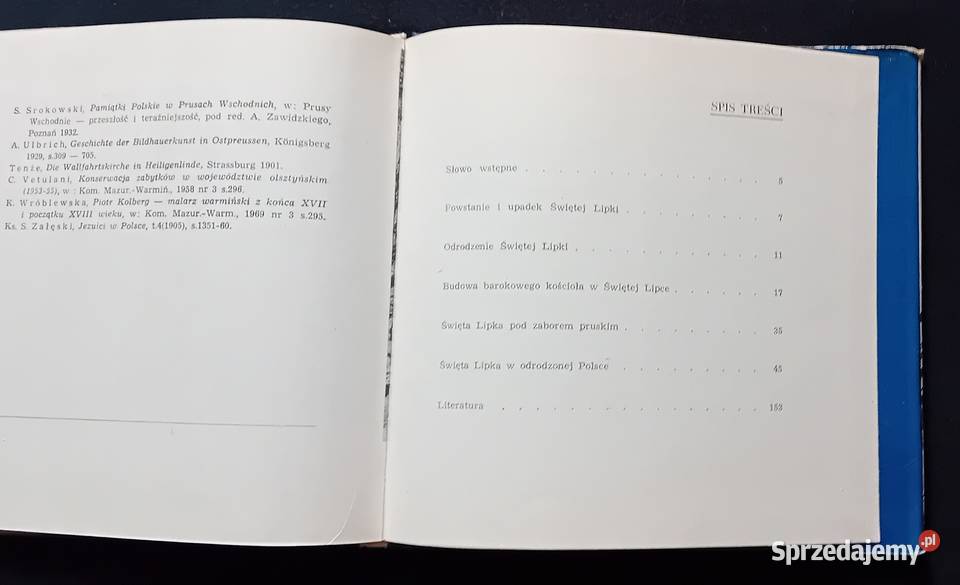 S. Srokowski, Pamiątki Polskie w Prusach Wschodnich, w: Prusy
Wschodnie — przeszłość i teraźniejszość, pod red. A. Zawidzkiego,
Poznań 1932.
A. Ulbrich, Geschichte der Bildhauerkunst in Ostpreussen, Königsberg
1929, s.309 — 705.
Tenże, Die Wallfahrtskirche in Heiligenlinde, Strassburg 1901.
C. Vetulani, Konserwacja zabytków w województwie olsztyńskim
(1953-55), w : Kom. Mazur.-Warmiń., 1958 nr 3 s.296.
K. Wróblewska, Piotr Kolberg — malarz warmiński z końca XVII
i początku XVIII wieku, w: Kom. Mazur.-Warm., 1969 nr 3 s.295.
Ks. S. Załęski, Jezuici w Polsce, t.4(1905), s.1351-60.
SPIS TREŚCI
Słowo wstępne . . . . . . . . . . . . 5
Powstanie i upadek Świętej Lipki . . . . . . . 7
Odrodzenie Świętej Lipki . . . . . . . . . 11
Budowa barokowego kościoła w Świętej Lipce . . . . . 17
Święta Lipka pod zaborem pruskim . . . . . . . 35
Święta Lipka w odrodzonej Polsce . . . . . . . 45
Literatura . . . . . . . . . . . . 153
Sprzedajemy.pl